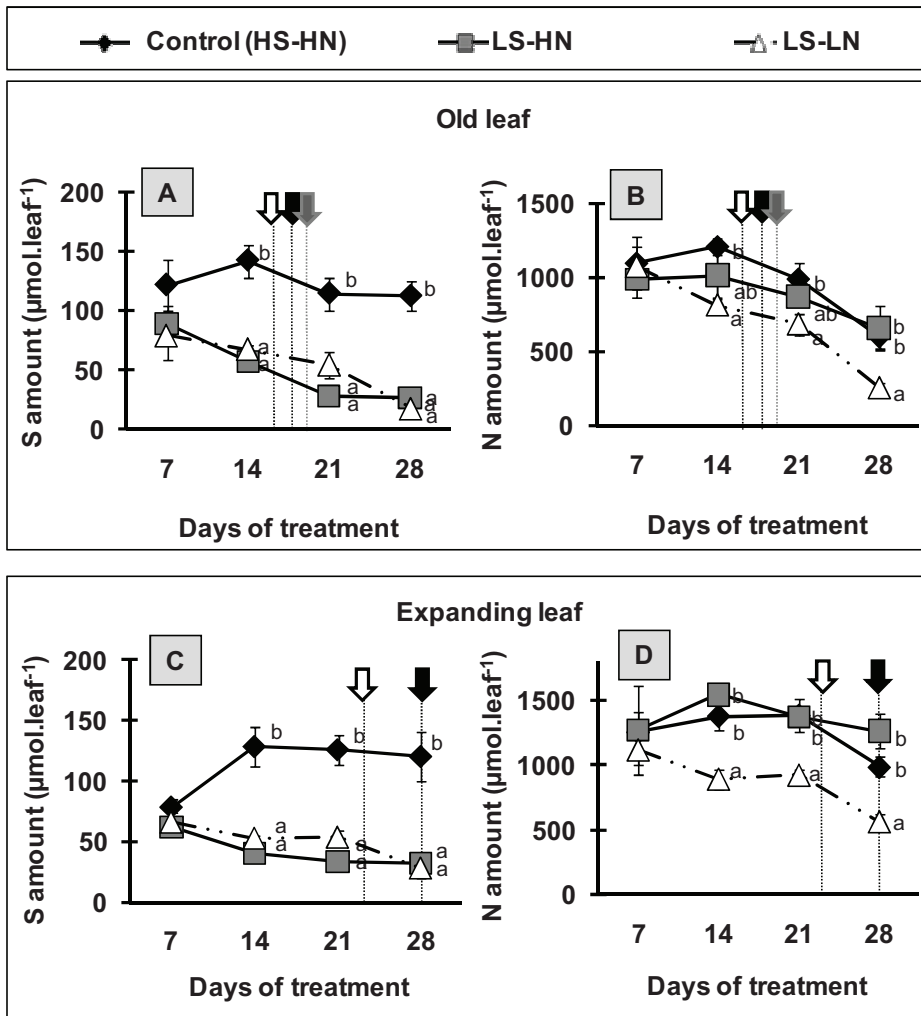 Control (HS-HN) LS-HN LS-LN
Old leaf
A
S amount (µmol.leaf⁻¹)
200
150
100
50
0
b
b
b
a
a
a
a
a
a
a
7 14 21 28
Days of treatment
B
N amount (µmol.leaf⁻¹)
1500
1000
500
0
b
ab
a
b
ab
a
b
b
a
7 14 21 28
Days of treatment
Expanding leaf
C
S amount (µmol.leaf⁻¹)
200
150
100
50
0
b
b
b
a
a
a
a
a
a
7 14 21 28
Days of treatment
D
N amount (µmol.leaf⁻¹)
1500
1000
500
0
b
b
a
b
b
a
b
b
a
7 14 21 28
Days of treatment